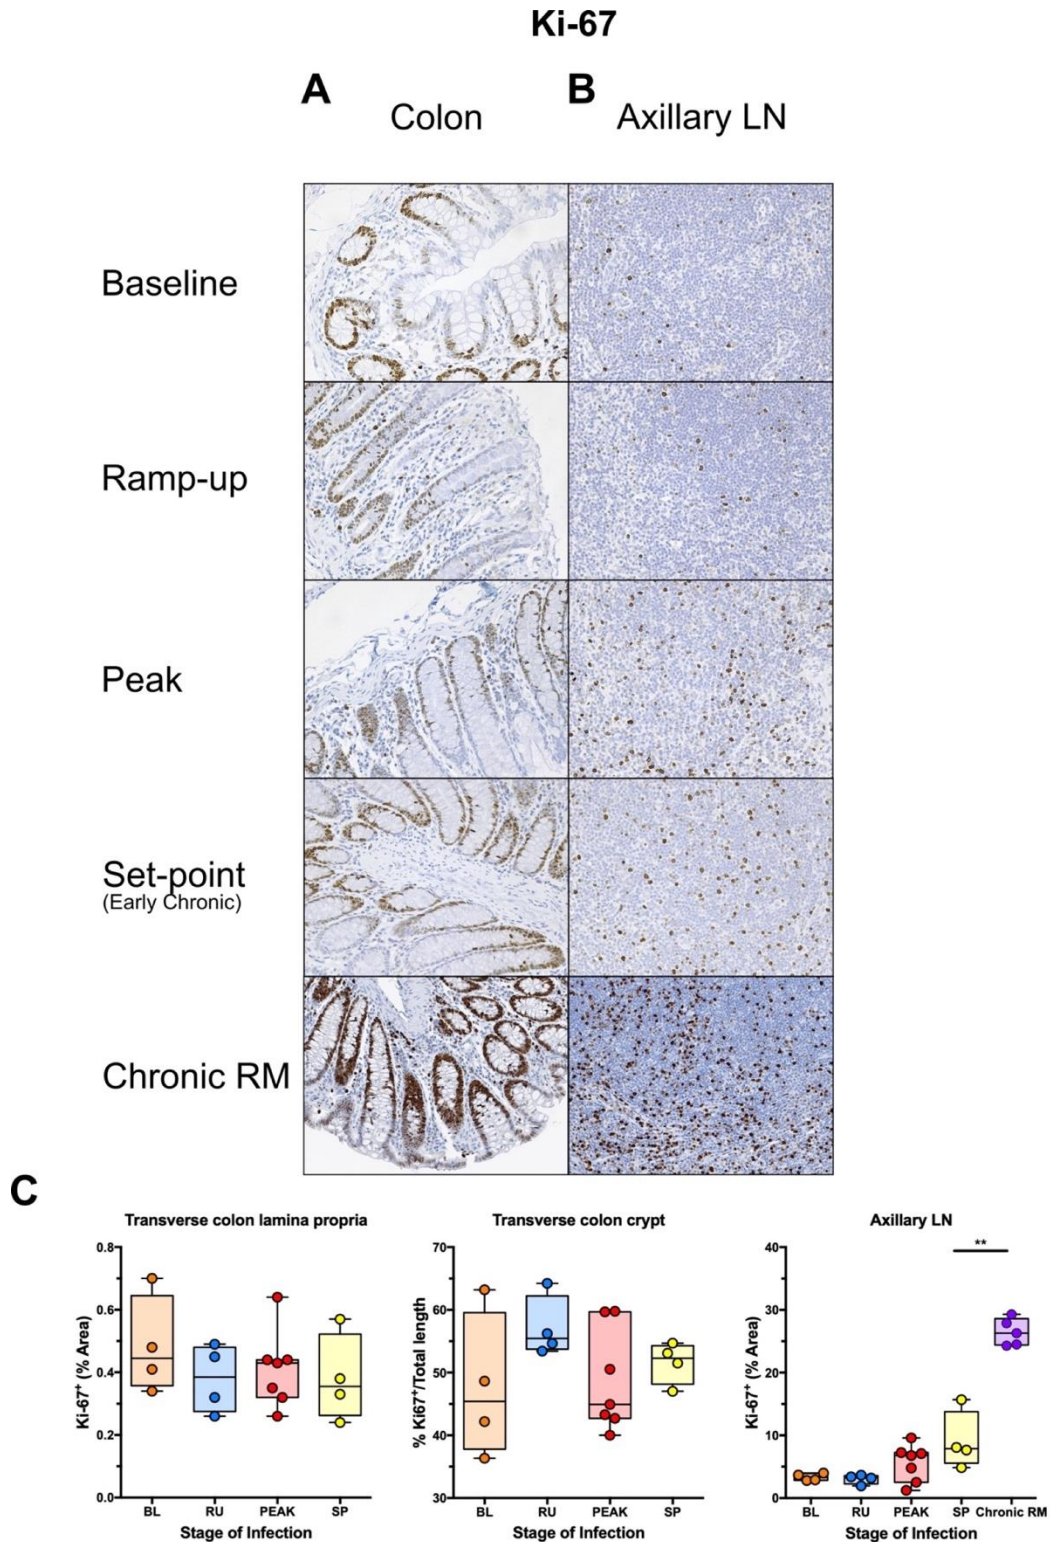 Ki-67
A
B
Colon
Axillary LN
Baseline
Ramp-up
Peak
Set-point
(Early Chronic)
Chronic RM
C
Transverse colon lamina propria
Transverse colon crypt
Axillary LN
Ki-67⁺ (% Area)
0.8
0.6
0.4
0.2
0.0
BL RU PEAK SP
Stage of Infection
% Ki67⁺/Total length
70
60
50
40
30
BL RU PEAK SP
Stage of Infection
Ki-67⁺ (% Area)
40
30
20
10
0
**
BL RU PEAK SP Chronic RM
Stage of Infection